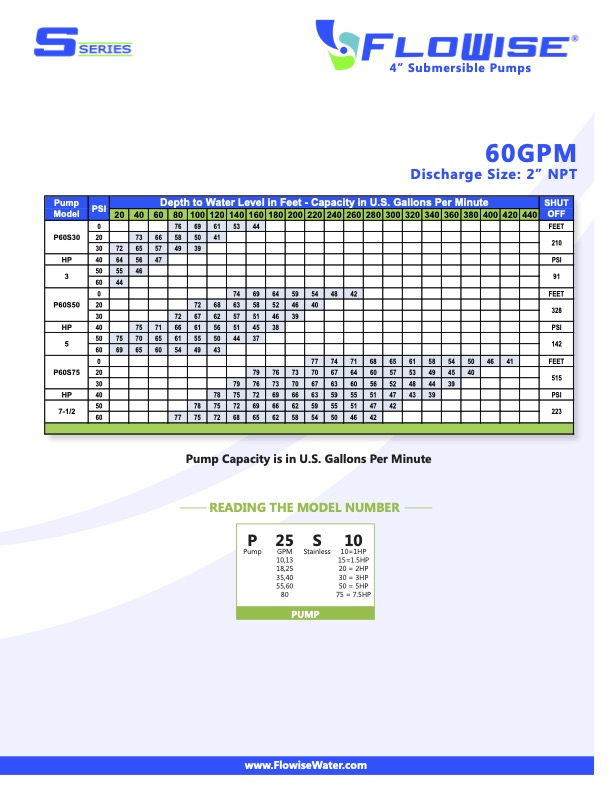 S SERIES
FLOWISE®
4” Submersible Pumps
60GPM
Discharge Size: 2” NPT
Pump Model PSI Depth to Water Level in Feet - Capacity in U.S. Gallons Per Minute SHUT OFF
20 40 60 80 100 120 140 160 180 200 220 240 260 280 300 320 340 360 380 400 420 440
P60S30 0 76 69 61 53 44 FEET
20 73 66 58 50 41 210
30 72 65 57 49 39
HP 40 64 56 47 PSI
3 50 55 46 91
60 44
P60S50 0 74 69 64 59 54 48 42 FEET
20 72 68 63 58 52 46 40 328
30 72 67 62 57 51 46 39
HP 40 75 71 66 61 56 51 45 38 PSI
5 50 75 70 65 61 55 50 44 37 142
60 69 65 60 54 49 43
P60S75 0 77 74 71 68 65 61 58 54 50 46 41 FEET
20 79 76 73 70 67 64 60 57 53 49 45 40 515
30 79 76 73 70 67 63 60 56 52 48 44 39
HP 40 78 75 72 69 66 63 59 55 51 47 43 39 PSI
7-1/2 50 78 75 72 69 66 62 59 55 51 47 42 223
60 77 75 72 68 65 62 58 54 50 46 42
Pump Capacity is in U.S. Gallons Per Minute
READING THE MODEL NUMBER
P 25 S 10
Pump GPM Stainless 10=1HP
10,13 15=1.5HP
18,25 20 = 2HP
35,40 30 = 3HP
55,60 50 = 5HP
80 75 = 7.5HP
PUMP
www.FlowiseWater.com